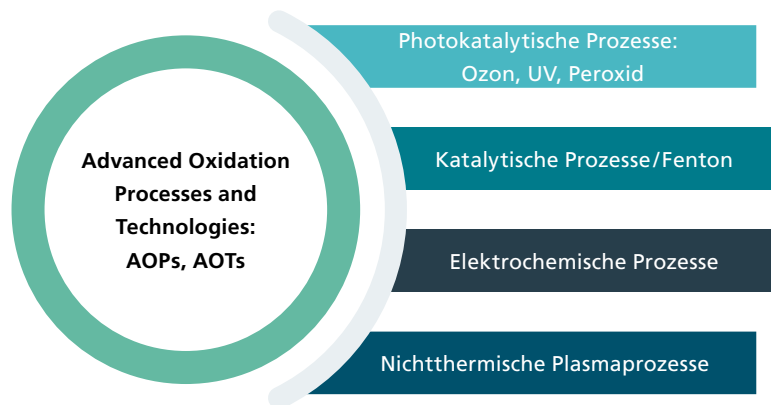 Advanced Oxidation
Processes and
Technologies:
AOPs, AOTs
Photokatalytische Prozesse:
Ozon, UV, Peroxid
Katalytische Prozesse/Fenton
Elektrochemische Prozesse
Nichtthermische Plasmaprozesse